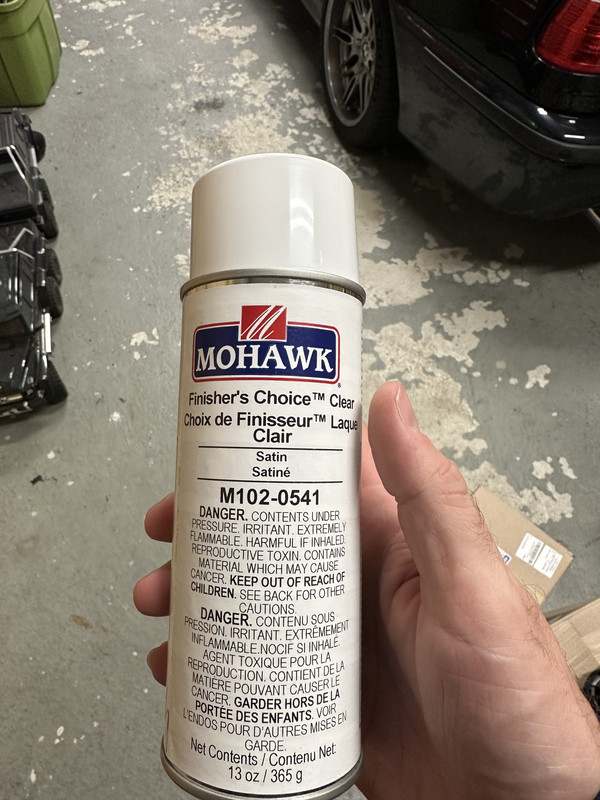 MOHAWK
®
Finisher's Choice™ Clear
Choix de Finisseur™ Laque
Clair
Satin
Satiné
M102-0541
DANGER. CONTENTS UNDER
PRESSURE. IRRITANT. EXTREMELY
FLAMMABLE. HARMFUL IF INHALED.
REPRODUCTIVE TOXIN. CONTAINS
MATERIAL WHICH MAY CAUSE
CANCER. KEEP OUT OF REACH OF
CHILDREN. SEE BACK FOR OTHER
CAUTIONS.
DANGER. CONTENU SOUS
PRESSION. IRRITANT. EXTRÊMEMENT
INFLAMMABLE.NOCIF SI INHALÉ.
AGENT TOXIQUE POUR LA
REPRODUCTION. CONTIENT DE LA
MATIÈRE POUVANT CAUSER LE
CANCER. GARDER HORS DE LA
PORTÉE DES ENFANTS. VOIR
L'ENDOS POUR D'AUTRES MISES EN
GARDE.
Net Contents / Contenu Net:
13 oz / 365 g